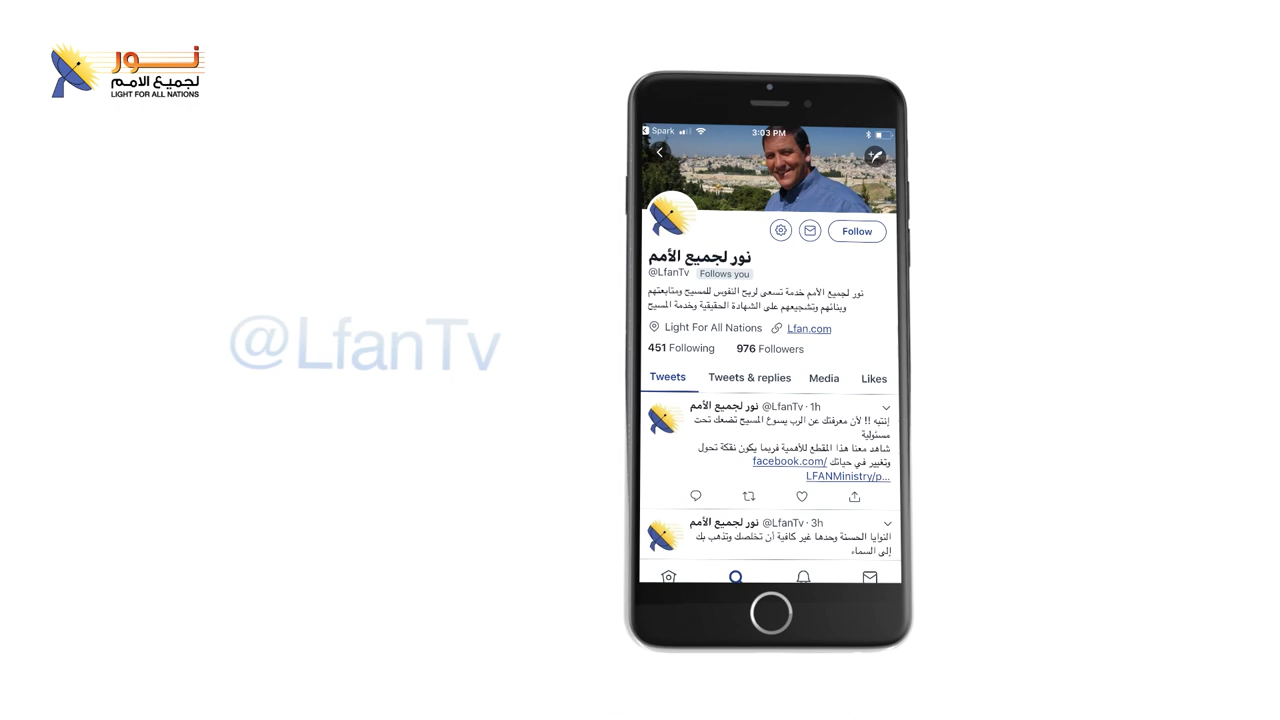 نور
لجميع الامم
LIGHT FOR ALL NATIONS
@LfanTv
Spark
3:03 PM
Follow
نور لجميع الأمم
@LfanTv Follows you
نور لجميع الأمم خدمة تسعى لربح النفوس للمسيح ومتابعتهم
وبنائهم وتشجيعهم على الشهادة الحقيقية وخدمة المسيح
Light For All Nations Lfan.com
451 Following 976 Followers
Tweets Tweets & replies Media Likes
نور لجميع الأمم @LfanTv · 1h
إنتبه !! لأن معرفتك عن الرب يسوع المسيح تضعك تحت
مسئولية
شاهد معنا هذا المقطع للأهمية فربما يكون نقكة تحول
وتغيير في حياتك facebook.com/
LFANMinistry/p...
نور لجميع الأمم @LfanTv · 3h
النوايا الحسنة وحدها غير كافية أن تخلصك وتذهب بك
إلى السماء